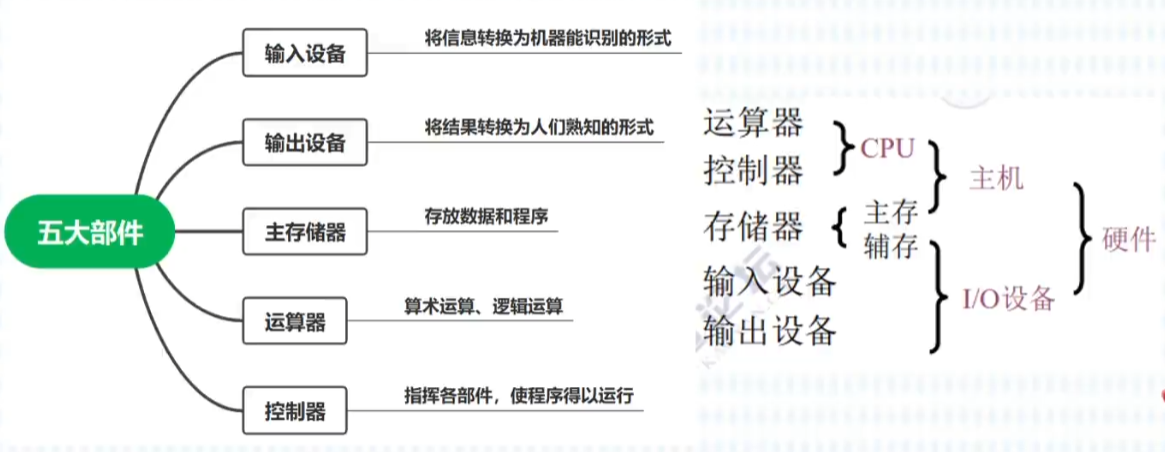 五大部件
输入设备
将信息转换为机器能识别的形式
输出设备
将结果转换为人们熟知的形式
主存储器
存放数据和程序
运算器
算术运算、逻辑运算
控制器
指挥各部件，使程序得以运行
运算器
控制器
CPU
主机
存储器
主存
辅存
输入设备
输出设备
I/O设备
硬件